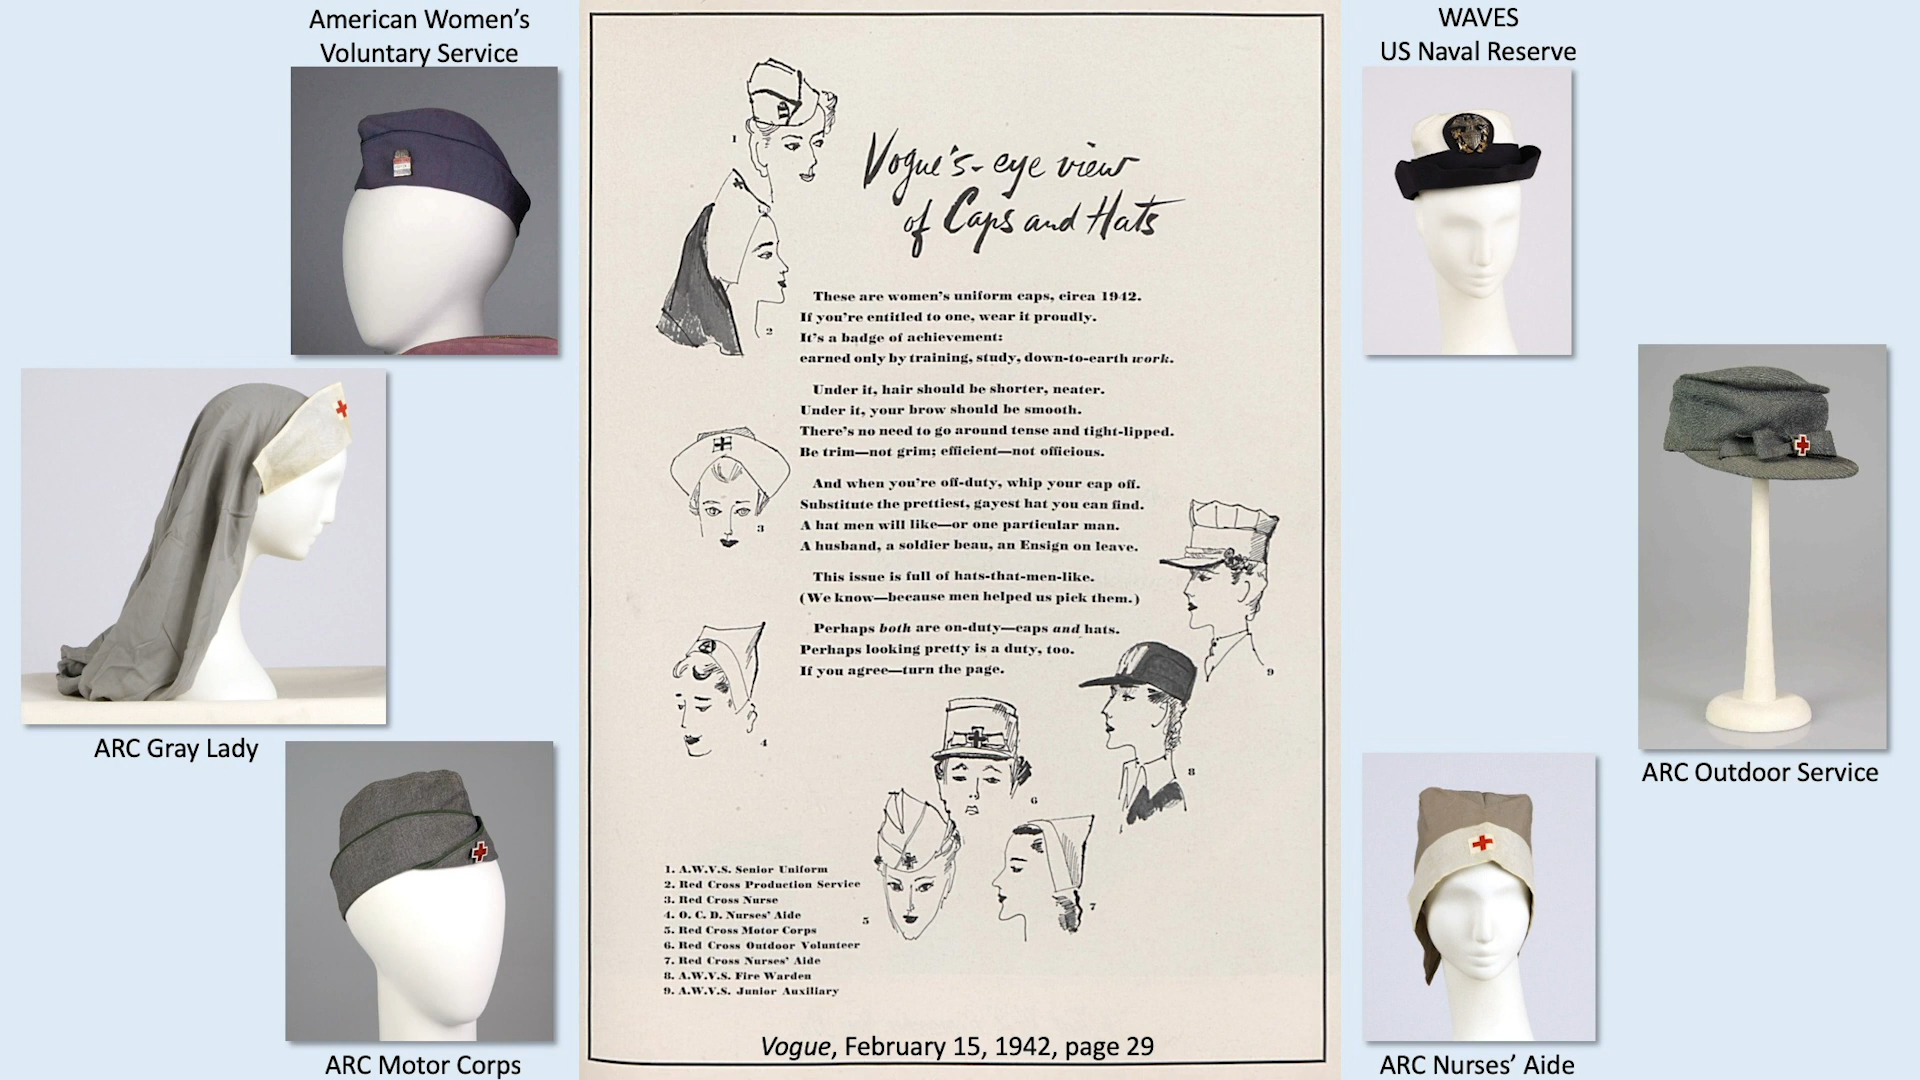 American Women’s
Voluntary Service
WAVES
US Naval Reserve
Vogue's-eye view
of Caps and Hats
1
2
These are women's uniform caps, circa 1942.
If you're entitled to one, wear it proudly.
It's a badge of achievement:
earned only by training, study, down-to-earth work.
Under it, hair should be shorter, neater.
Under it, your brow should be smooth.
There's no need to go around tense and tight-lipped.
Be trim—not grim; efficient—not officious.
3
And when you're off-duty, whip your cap off.
Substitute the prettiest, gayest hat you can find.
A hat men will like—or one particular man.
A husband, a soldier beau, an Ensign on leave.
This issue is full of hats-that-men-like.
(We know—because men helped us pick them.)
Perhaps both are on-duty—caps and hats.
Perhaps looking pretty is a duty, too.
If you agree—turn the page.
9
4
8
6
5
7
1. A.W.V.S. Senior Uniform
2. Red Cross Production Service
3. Red Cross Nurse
4. O. C. D. Nurses' Aide
5. Red Cross Motor Corps
6. Red Cross Outdoor Volunteer
7. Red Cross Nurses' Aide
8. A.W.V.S. Fire Warden
9. A.W.V.S. Junior Auxiliary
Vogue, February 15, 1942, page 29
ARC Gray Lady
ARC Motor Corps
ARC Outdoor Service
ARC Nurses’ Aide